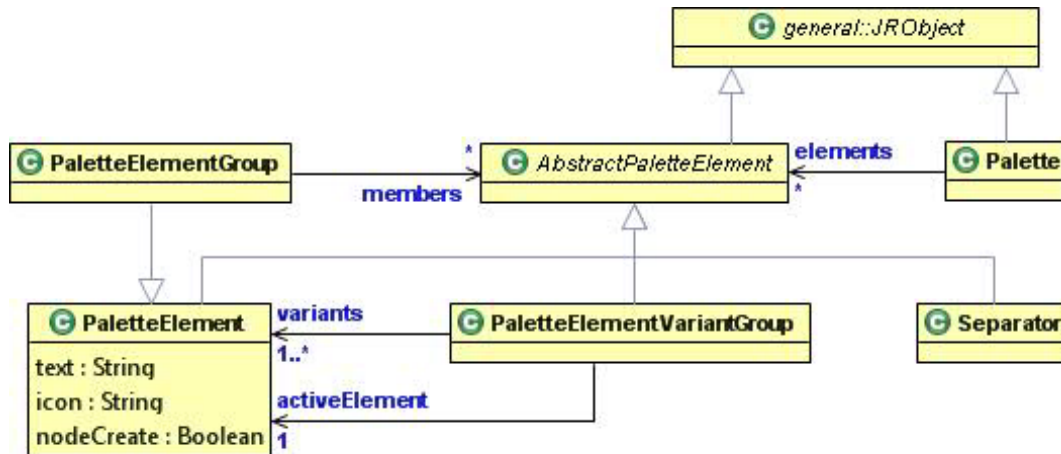 C general::JRObject
C PaletteElementGroup
*
members
C AbstractPaletteElement
elements
*
C Palette
C PaletteElement
text : String
icon : String
nodeCreate : Boolean
variants
1..*
activeElement
1
C PaletteElementVariantGroup
C Separator